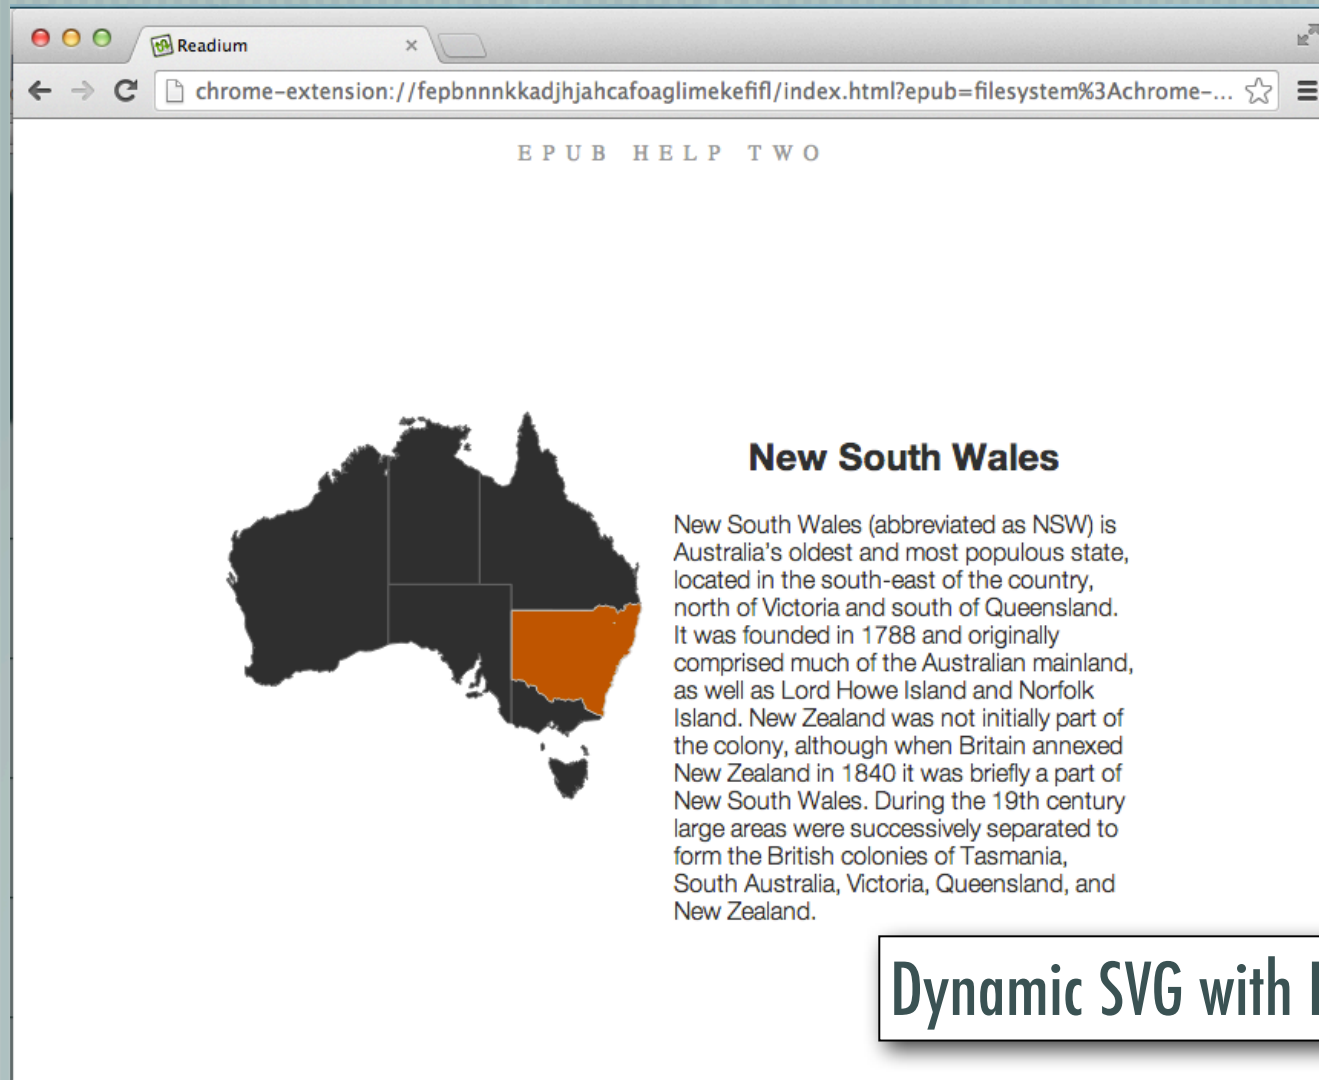 Readium
chrome-extension://fepbnnnkkadjhjahcafoaglimekefifl/index.html?epub=filesystem%3Achrome-...
EPUB HELP TWO
New South Wales
New South Wales (abbreviated as NSW) is
Australia's oldest and most populous state,
located in the south-east of the country,
north of Victoria and south of Queensland.
It was founded in 1788 and originally
comprised much of the Australian mainland,
as well as Lord Howe Island and Norfolk
Island. New Zealand was not initially part of
the colony, although when Britain annexed
New Zealand in 1840 it was briefly a part of
New South Wales. During the 19th century
large areas were successively separated to
form the British colonies of Tasmania,
South Australia, Victoria, Queensland, and
New Zealand.
Dynamic SVG with